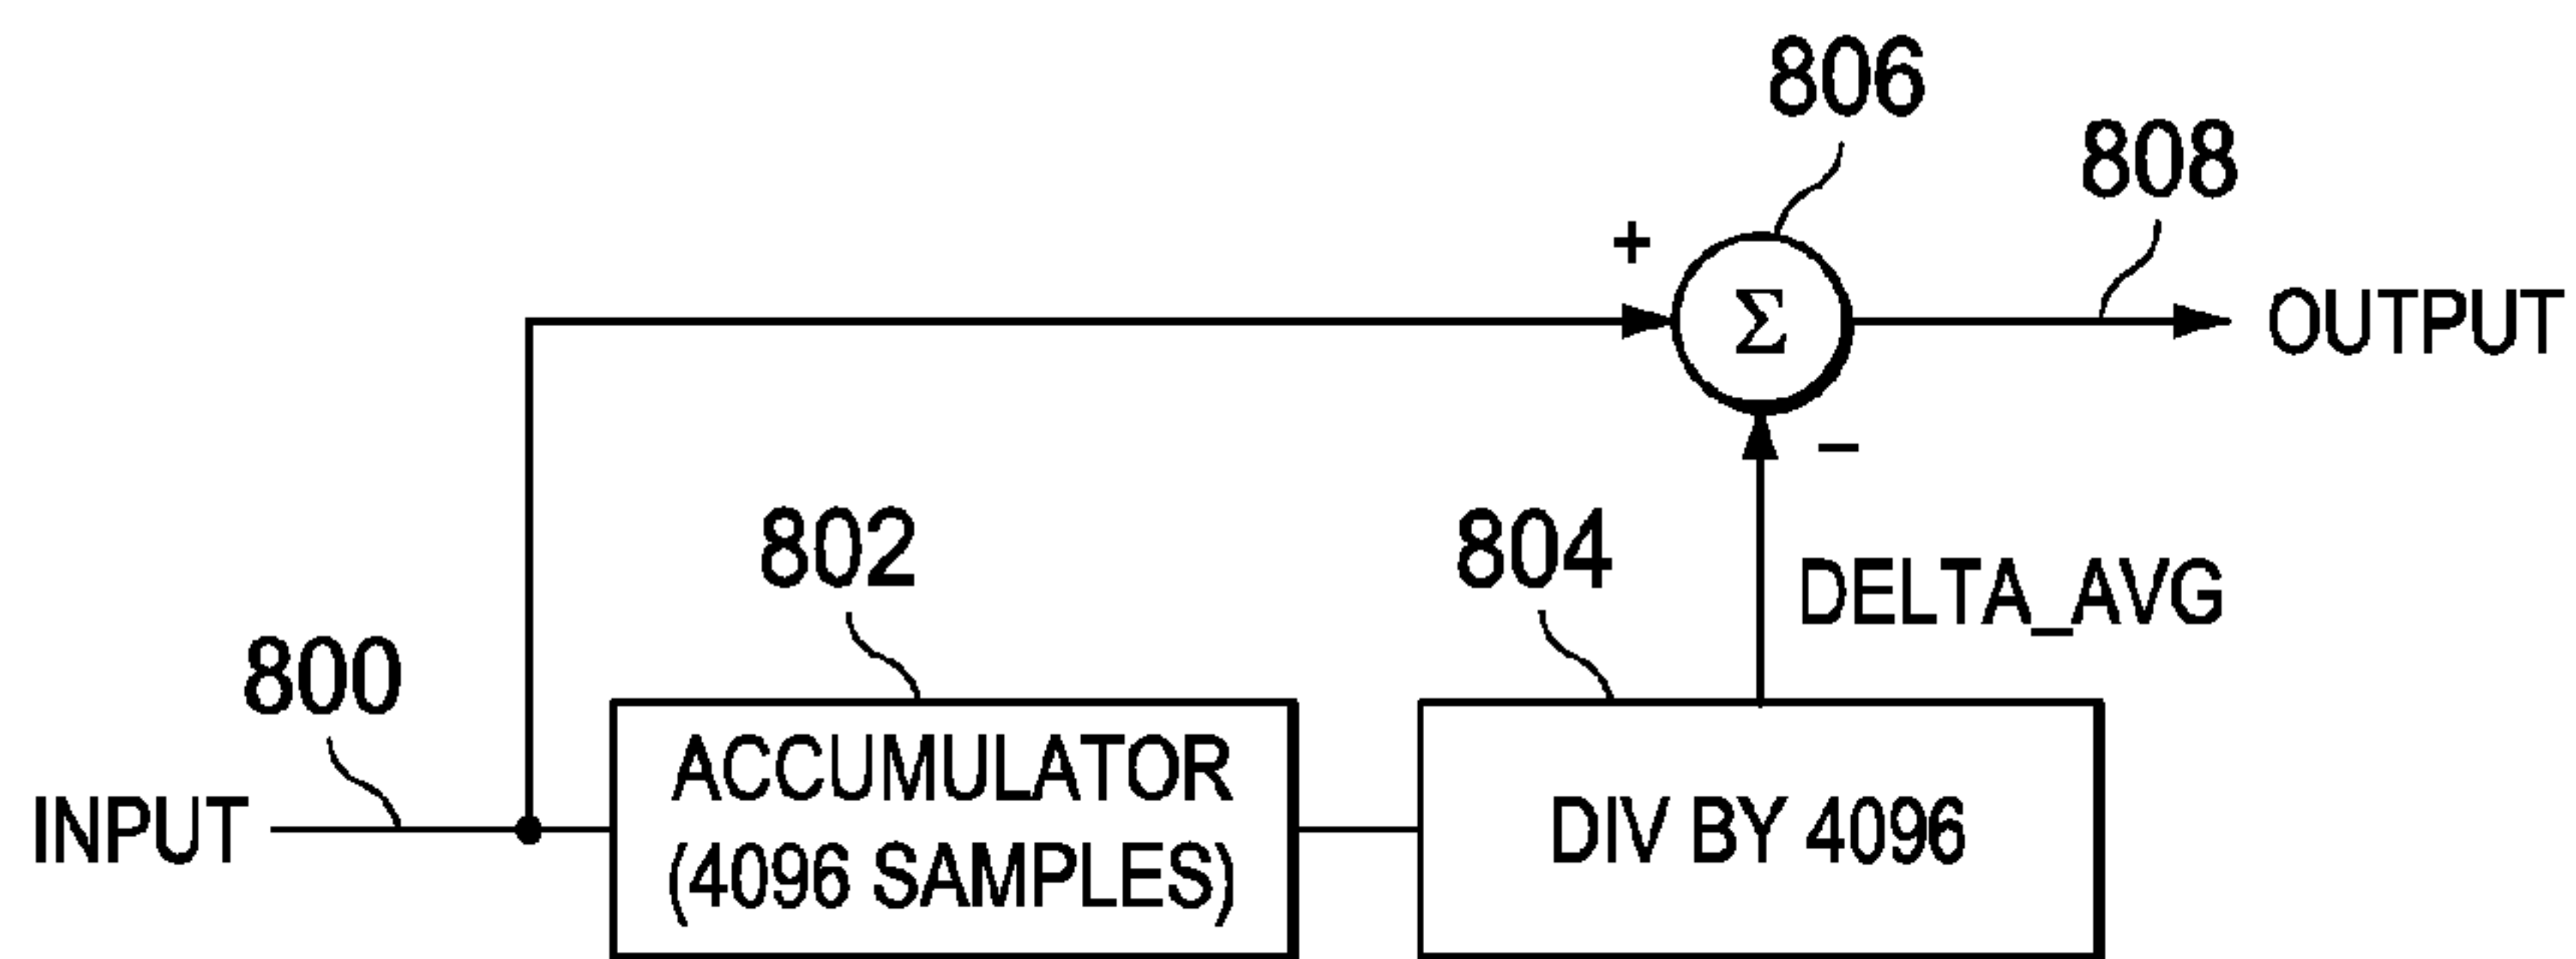 806
808
+
Σ
OUTPUT
−
802
804
DELTA_AVG
800
ACCUMULATOR
(4096 SAMPLES)
DIV BY 4096
INPUT